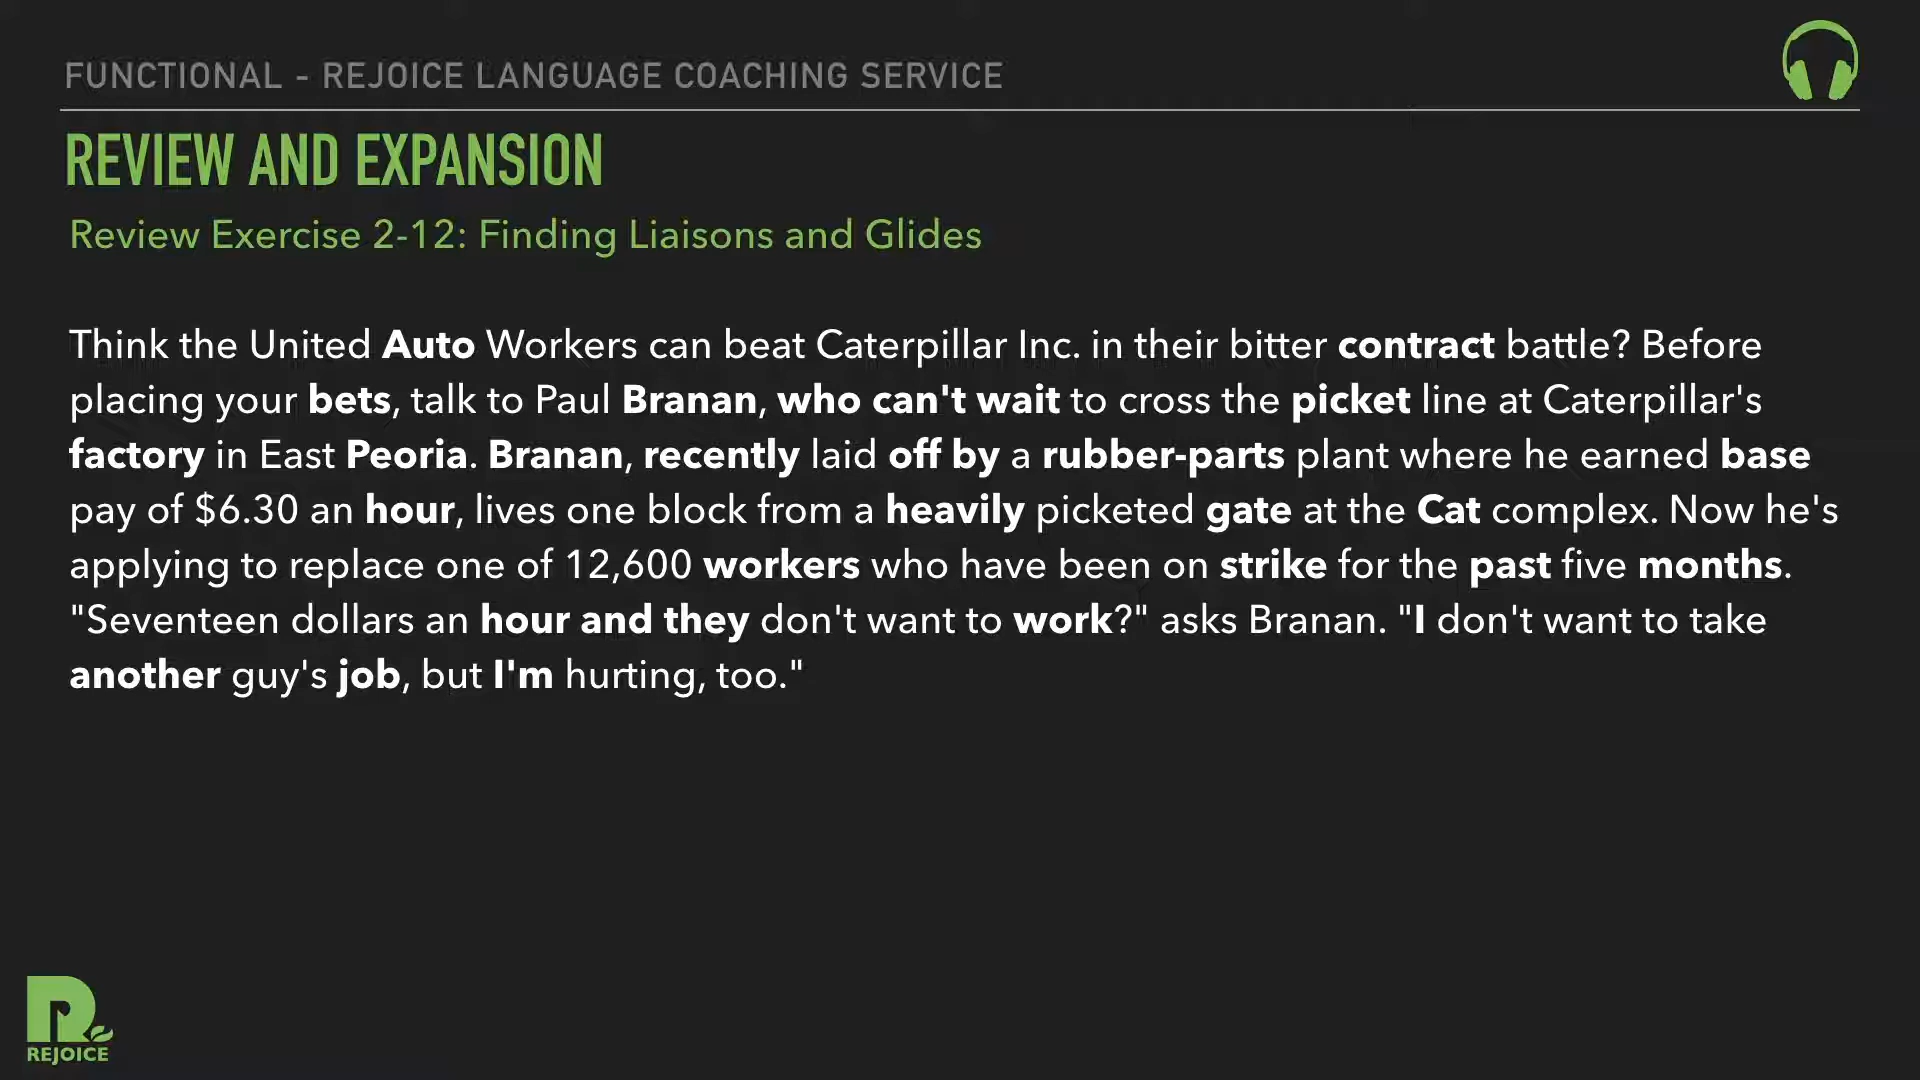 FUNCTIONAL - REJOICE LANGUAGE COACHING SERVICE
REVIEW AND EXPANSION
Review Exercise 2-12: Finding Liaisons and Glides
Think the United Auto Workers can beat Caterpillar Inc. in their bitter contract battle? Before
placing your bets, talk to Paul Branan, who can't wait to cross the picket line at Caterpillar's
factory in East Peoria. Branan, recently laid off by a rubber-parts plant where he earned base
pay of $6.30 an hour, lives one block from a heavily picketed gate at the Cat complex. Now he's
applying to replace one of 12,600 workers who have been on strike for the past five months.
"Seventeen dollars an hour and they don't want to work?" asks Branan. "I don't want to take
another guy's job, but I'm hurting, too."
REJOICE